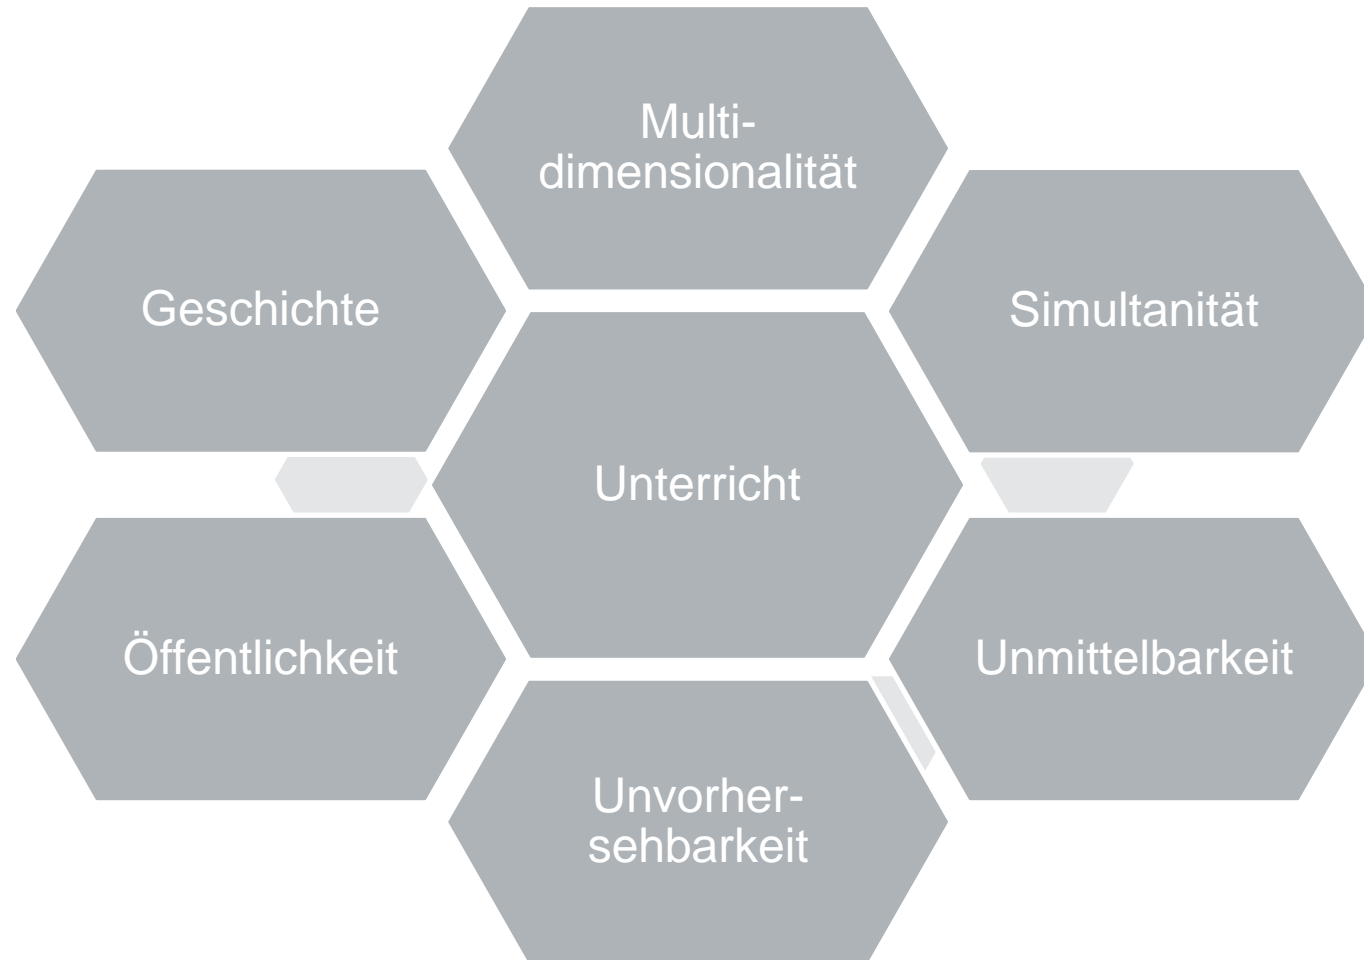 Multi-
dimensionalität
Geschichte
Simultanität
Unterricht
Öffentlichkeit
Unmittelbarkeit
Unvorher-
sehbarkeit